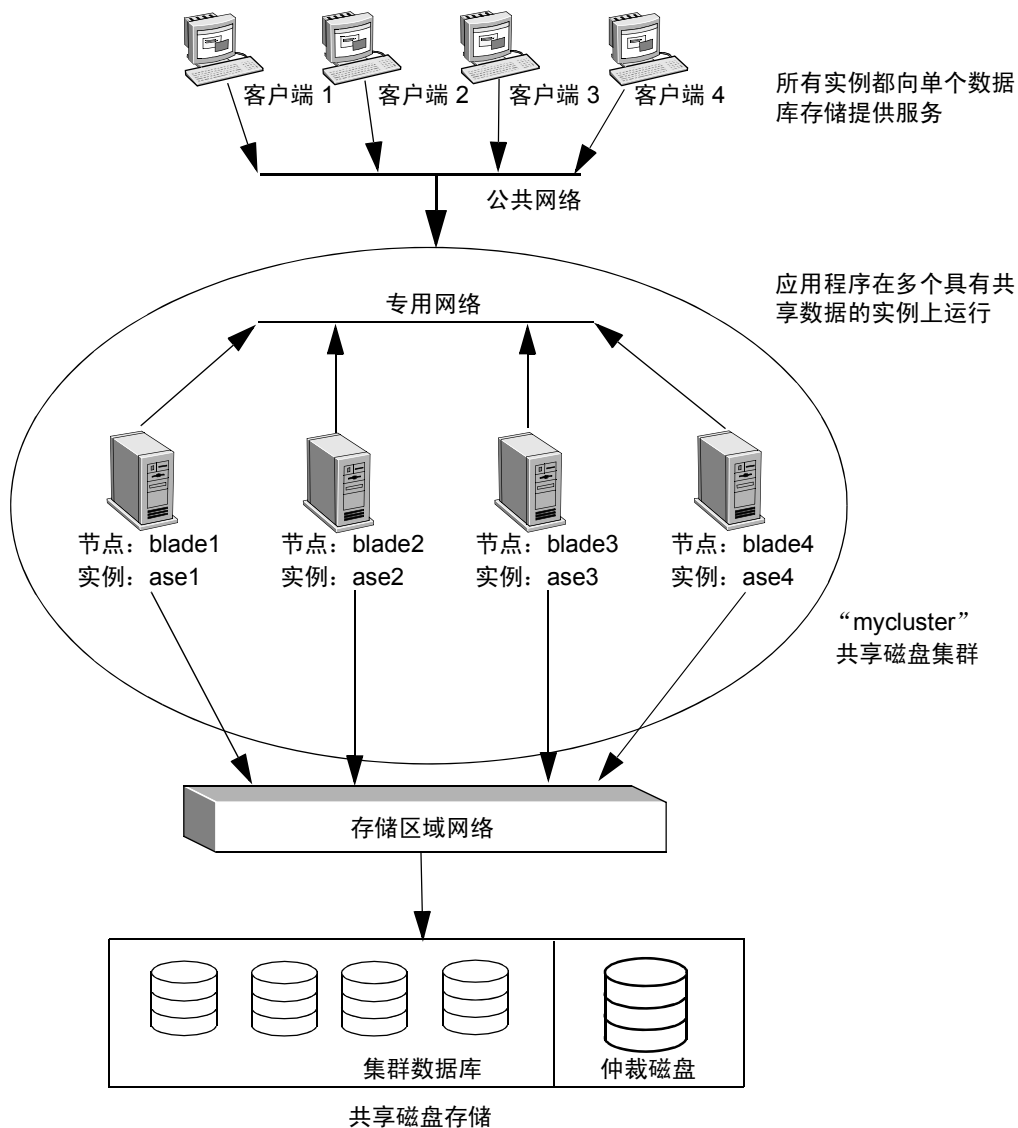 客户端 1
客户端 2
客户端 3
客户端 4
所有实例都向单个数据
库存储提供服务
公共网络
应用程序在多个具有共
享数据的实例上运行
专用网络
节点：blade1
实例：ase1
节点：blade2
实例：ase2
节点：blade3
实例：ase3
节点：blade4
实例：ase4
“mycluster”
共享磁盘集群
存储区域网络
集群数据库
仲裁磁盘
共享磁盘存储